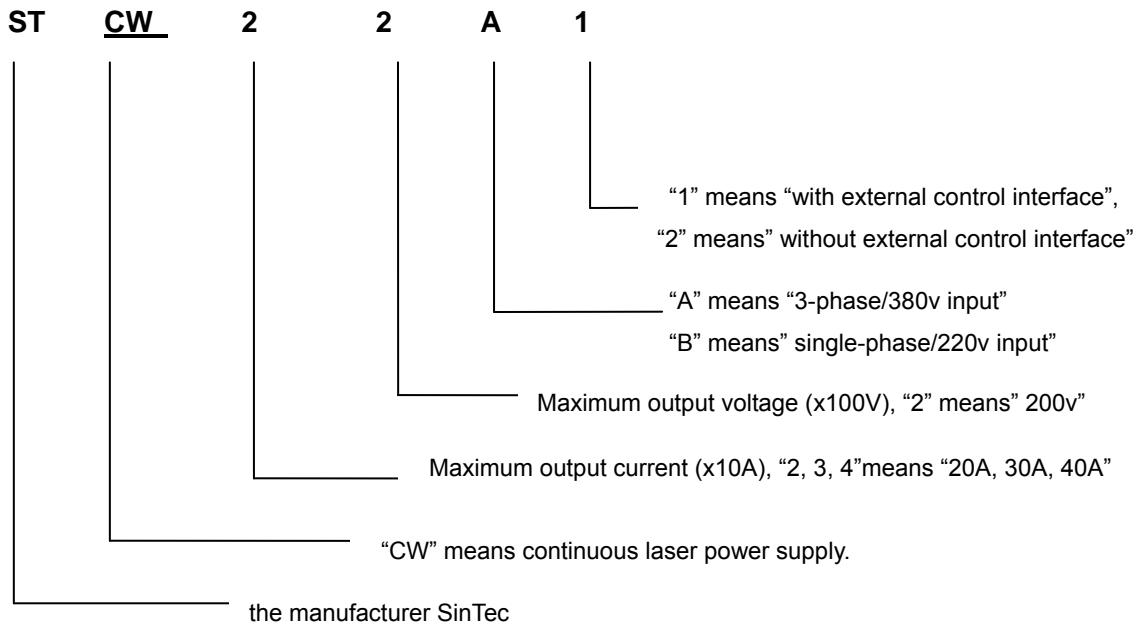 ST CW 2 2 A 1
“1” means “with external control interface”,
“2” means” without external control interface”
“A” means “3-phase/380v input”
“B” means” single-phase/220v input”
Maximum output voltage (x100V), “2” means” 200v”
Maximum output current (x10A), “2, 3, 4”means “20A, 30A, 40A”
“CW” means continuous laser power supply.
the manufacturer SinTec